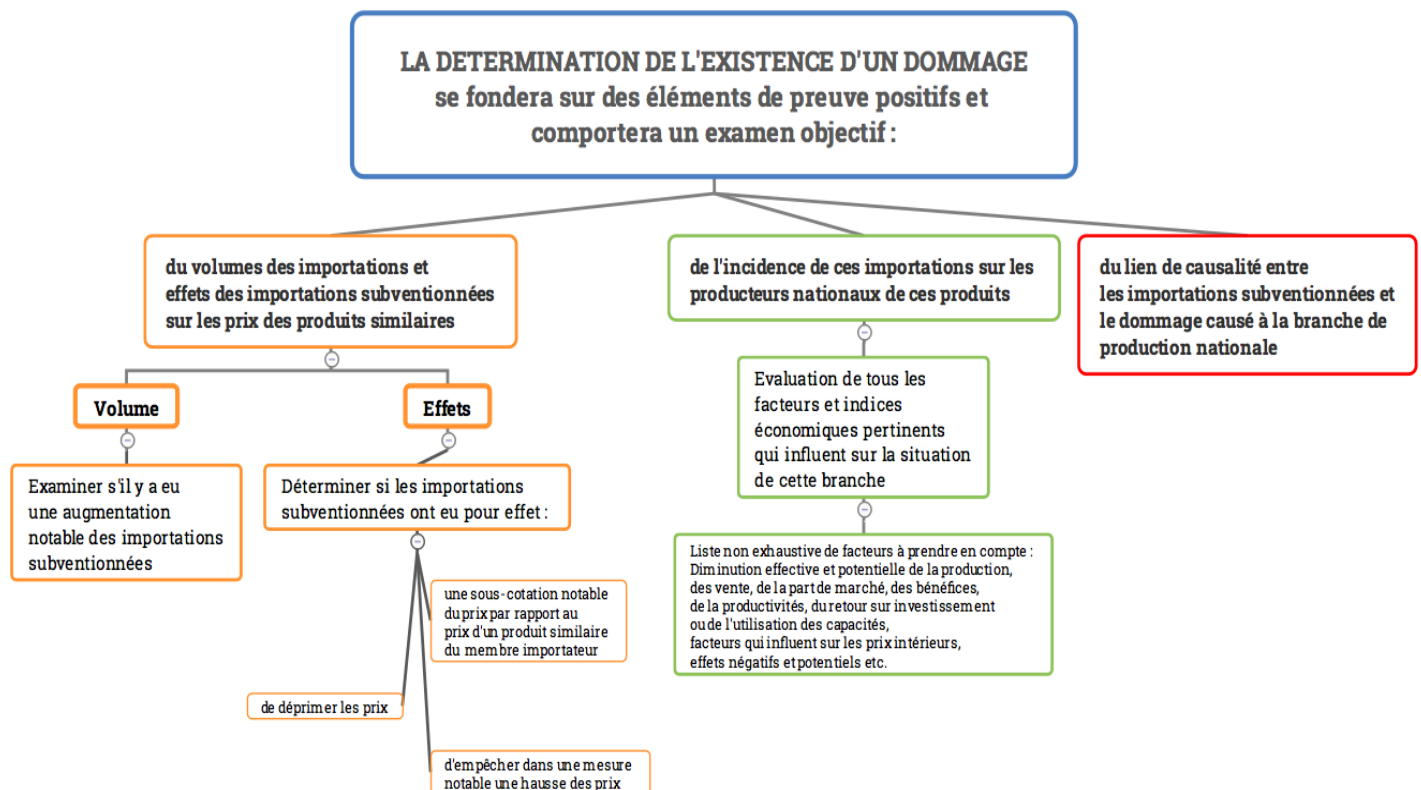 LA DETERMINATION DE L'EXISTENCE D'UN DOMMAGE
se fondera sur des éléments de preuve positifs et
comportera un examen objectif :
du volumes des importations et
effets des importations subventionnées
sur les prix des produits similaires
Volume
Examiner s'il y a eu
une augmentation
notable des importations
subventionnées
Effets
Déterminer si les importations
subventionnées ont eu pour effet :
une sous-cotation notable
du prix par rapport au
prix d'un produit similaire
du membre importateur
de déprimer les prix
d'empêcher dans une mesure
notable une hausse des prix
de l'incidence de ces importations sur les
producteurs nationaux de ces produits
Evaluation de tous les
facteurs et indices
économiques pertinents
qui influent sur la situation
de cette branche
Liste non exhaustive de facteurs à prendre en compte :
Diminution effective et potentielle de la production,
des vente, de la part de marché, des bénéfices,
de la productivités, du retour sur investissement
ou de l'utilisation des capacités,
facteurs qui influent sur les prix intérieurs,
effets négatifs et potentiels etc.
du lien de causalité entre
les importations subventionnées et
le dommage causé à la branche de
production nationale